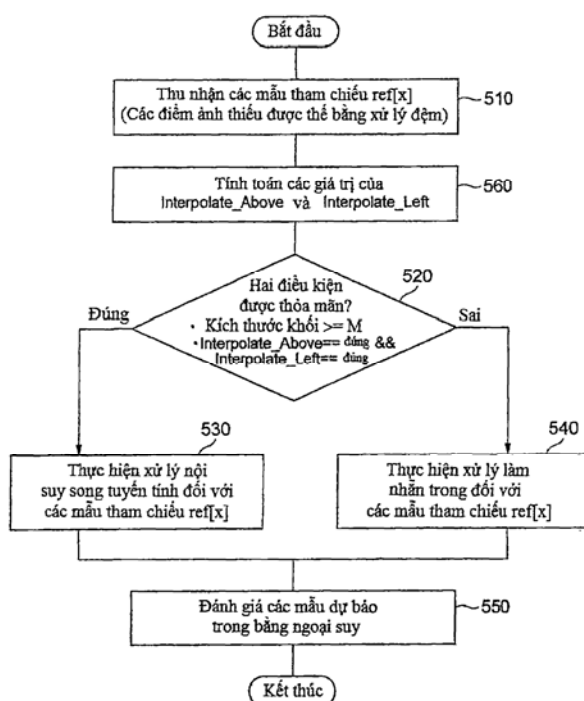 Bắt đầu
Thu nhận các mẫu tham chiếu ref[x]
(Các điểm ảnh thiếu được thế bằng xử lý đệm)
510
Tính toán các giá trị của
Interpolate_Above và Interpolate_Left
560
Hai điều kiện
được thỏa mãn?
• Kích thước khối >= M
•Interpolate_Above== đúng &&
Interpolate_Left== đúng
520
Đúng
Sai
530
Thực hiện xử lý nội
suy song tuyến tính đối với
các mẫu tham chiếu ref[x]
540
Thực hiện xử lý làm
nhẵn trong đối với
các mẫu tham chiếu ref[x]
Đánh giá các mẫu dự báo
trong bằng ngoại suy
550
Kết thúc